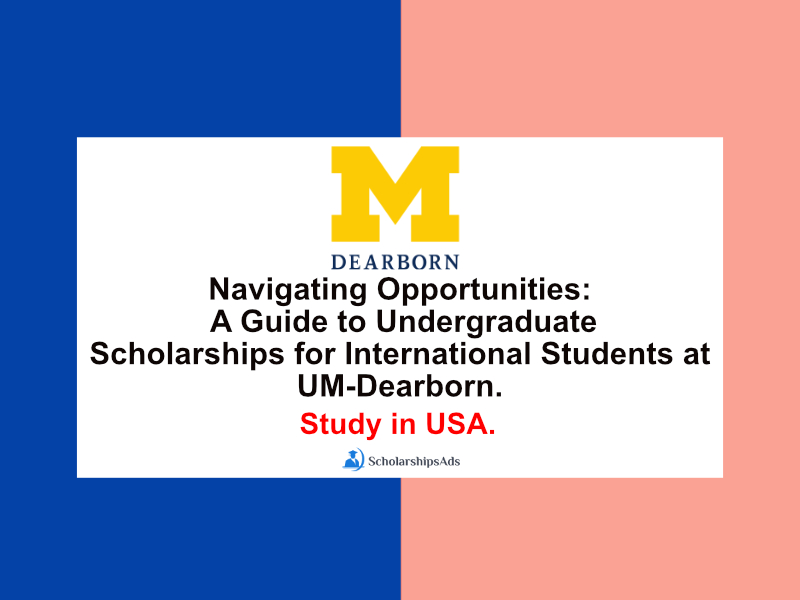 M
DEARBORN
Navigating Opportunities:
A Guide to Undergraduate
Scholarships for International Students at
UM-Dearborn.
Study in USA.
ScholarshipsAds